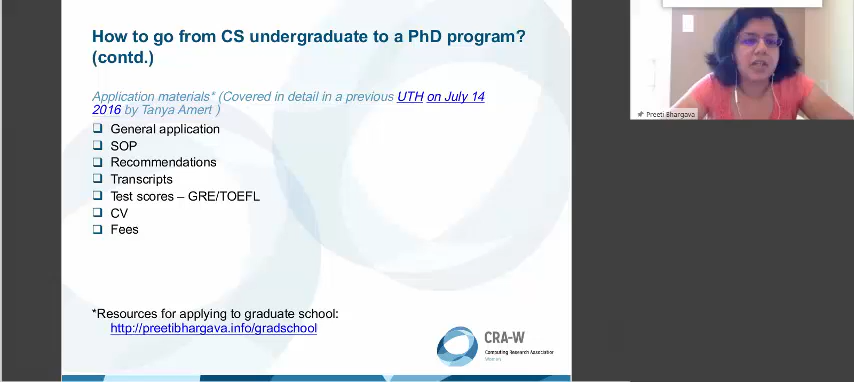 How to go from CS undergraduate to a PhD program?
(contd.)
Application materials* (Covered in detail in a previous UTH on July 14
2016 by Tanya Amert )
General application
SOP
Recommendations
Transcripts
Test scores – GRE/TOEFL
CV
Fees
*Resources for applying to graduate school:
http://preetibhargava.info/gradschool
CRA-W
Computing Research Association
Women
Preeti Bhargava